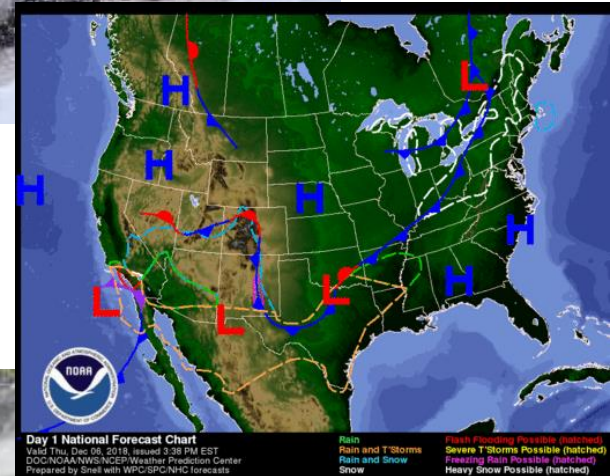 H
L
H
H
H
H
H
L
L
L
NOAA
Day 1 National Forecast Chart
Valid Thu, Dec 06, 2018, issued 3:38 PM EST
DOC/NOAA/NWS/NCEP/Weather Prediction Center
Prepared by Snell with WPC/SPC/NHC forecasts
Rain
Rain and T'Storms
Rain and Snow
Snow
Flash Flooding Possible (hatched)
Severe T'Storms Possible (hatched)
Freezing Rain Possible (hatched)
Heavy Snow Possible (hatched)